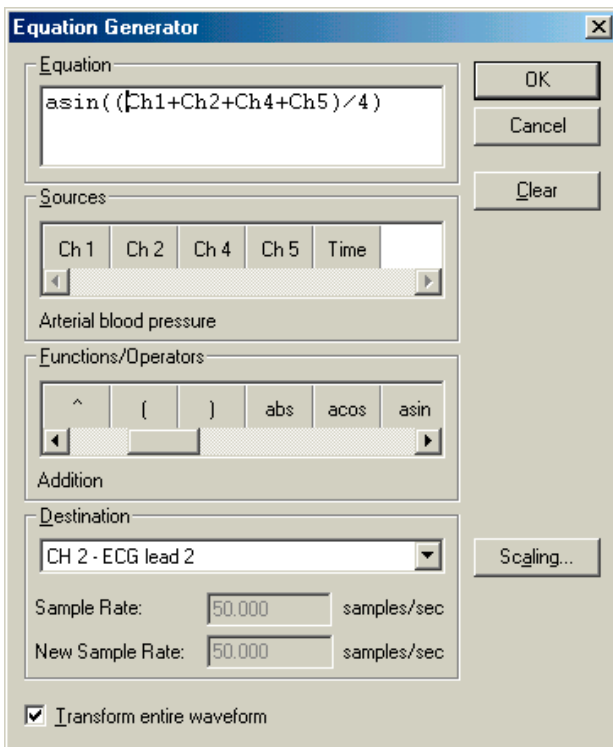 Equation Generator
Equation
asin((Ch1+Ch2+Ch4+Ch5)/4)
OK
Cancel
Clear
Sources
Ch 1 Ch 2 Ch 4 Ch 5 Time
Arterial blood pressure
Functions/Operators
^ ( ) abs acos asin
Addition
Destination
CH 2 - ECG lead 2
Scaling...
Sample Rate: 50.000 samples/sec
New Sample Rate: 50.000 samples/sec
Transform entire waveform